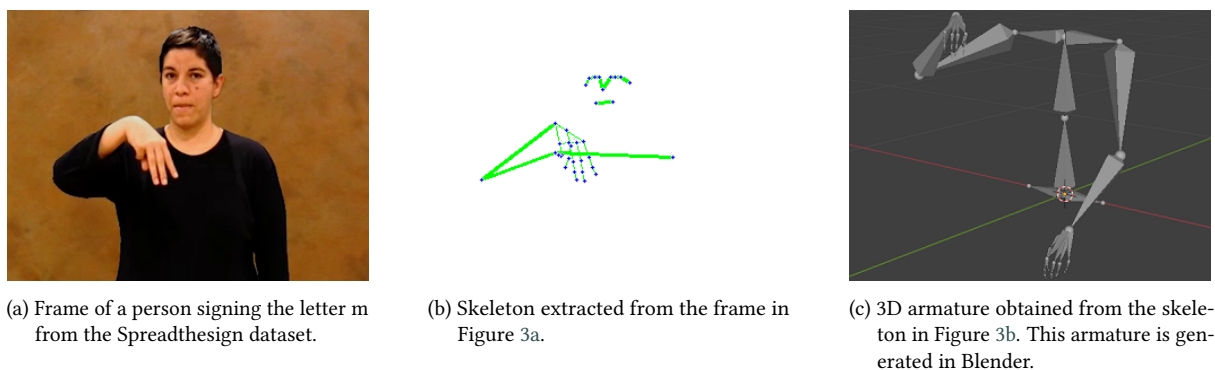 (a) Frame of a person signing the letter m
from the Spreadthesign dataset.
(b) Skeleton extracted from the frame in
Figure 3a.
(c) 3D armature obtained from the skele-
ton in Figure 3b. This armature is gen-
erated in Blender.